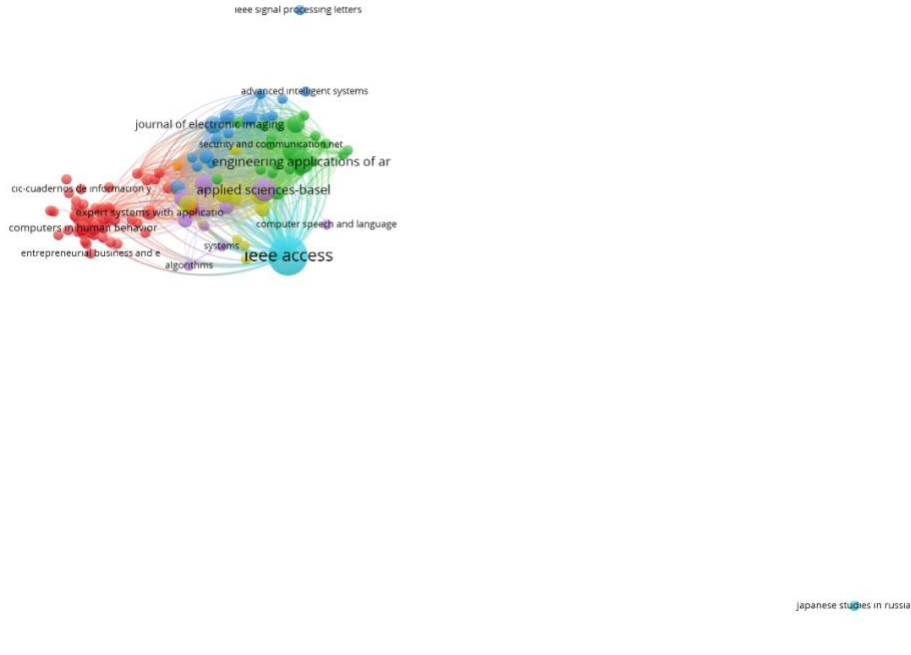 ieee signal processing letters
advanced intelligent systems
journal of electronic imaging
security and communication net
engineering applications of ar
cic-cuadernos de informacion y
applied sciences-basel
expert systems with applicatio
computers in human behavior
computer speech and language
systems
entrepreneurial business and e
ieee access
algorithms
japanese studies in russia